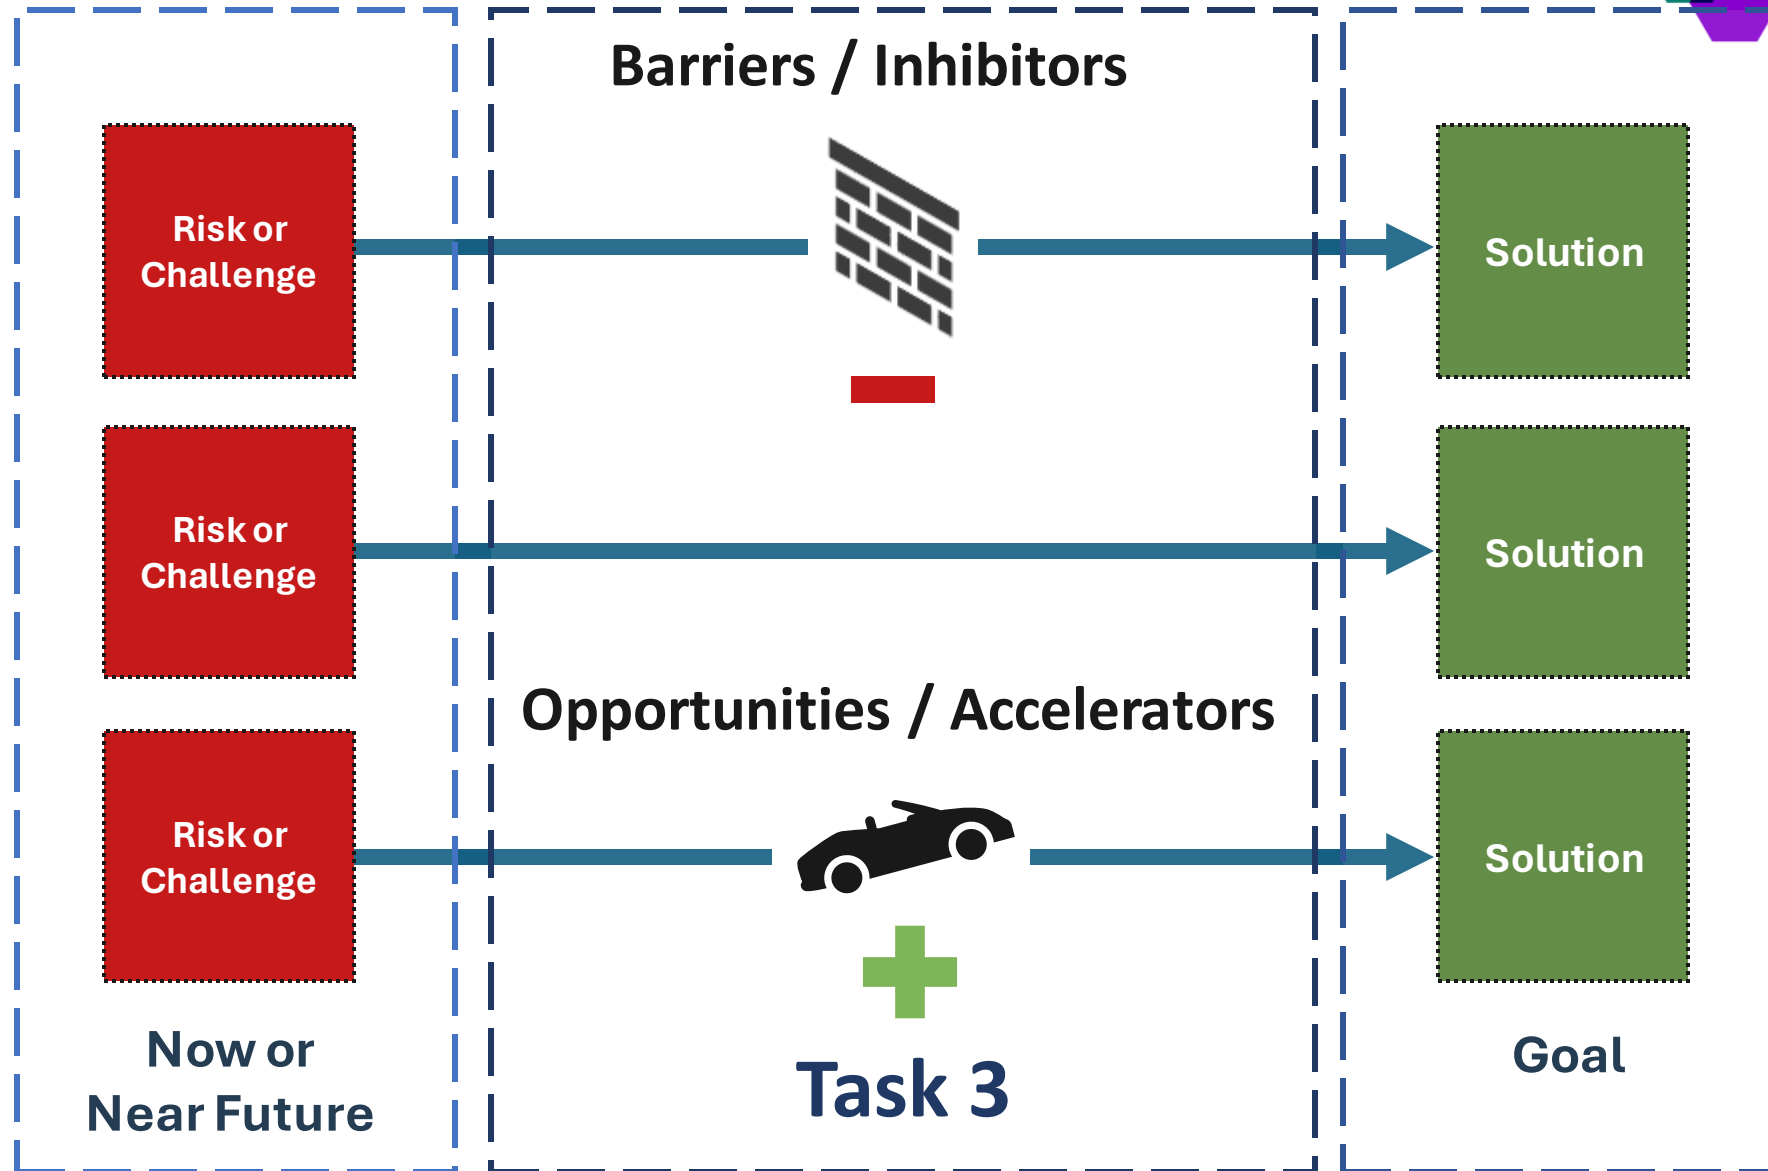 Barriers / Inhibitors
Risk or
Challenge
Solution
Risk or
Challenge
Solution
Opportunities / Accelerators
Risk or
Challenge
Solution
Now or
Near Future
Task 3
Goal